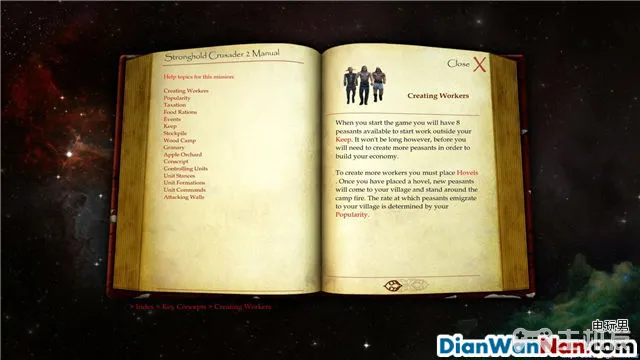 Stronghold Crusader 2 Manual
Help topics for this mission:
Creating Workers
Popularity
Taxation
Food Rations
Events
Keep
Stockpile
Wood Camp
Granary
Apple Orchard
Conscript
Controlling Units
Unit Stances
Unit Formations
Unit Commands
Attacking Walls
Close X
Creating Workers
When you start the game you will have 8
peasants available to start work outside your
Keep. It won't be long however, before you
will need to create more peasants in order to
build your economy.
To create more workers you must place Hovels
. Once you have placed a hovel, new peasants
will come to your village and stand around the
camp fire. The rate at which peasants emigrate
to your village is determined by your
Popularity.
> Index > Key Concepts > Creating Workers
电玩男
DianWanNan.com